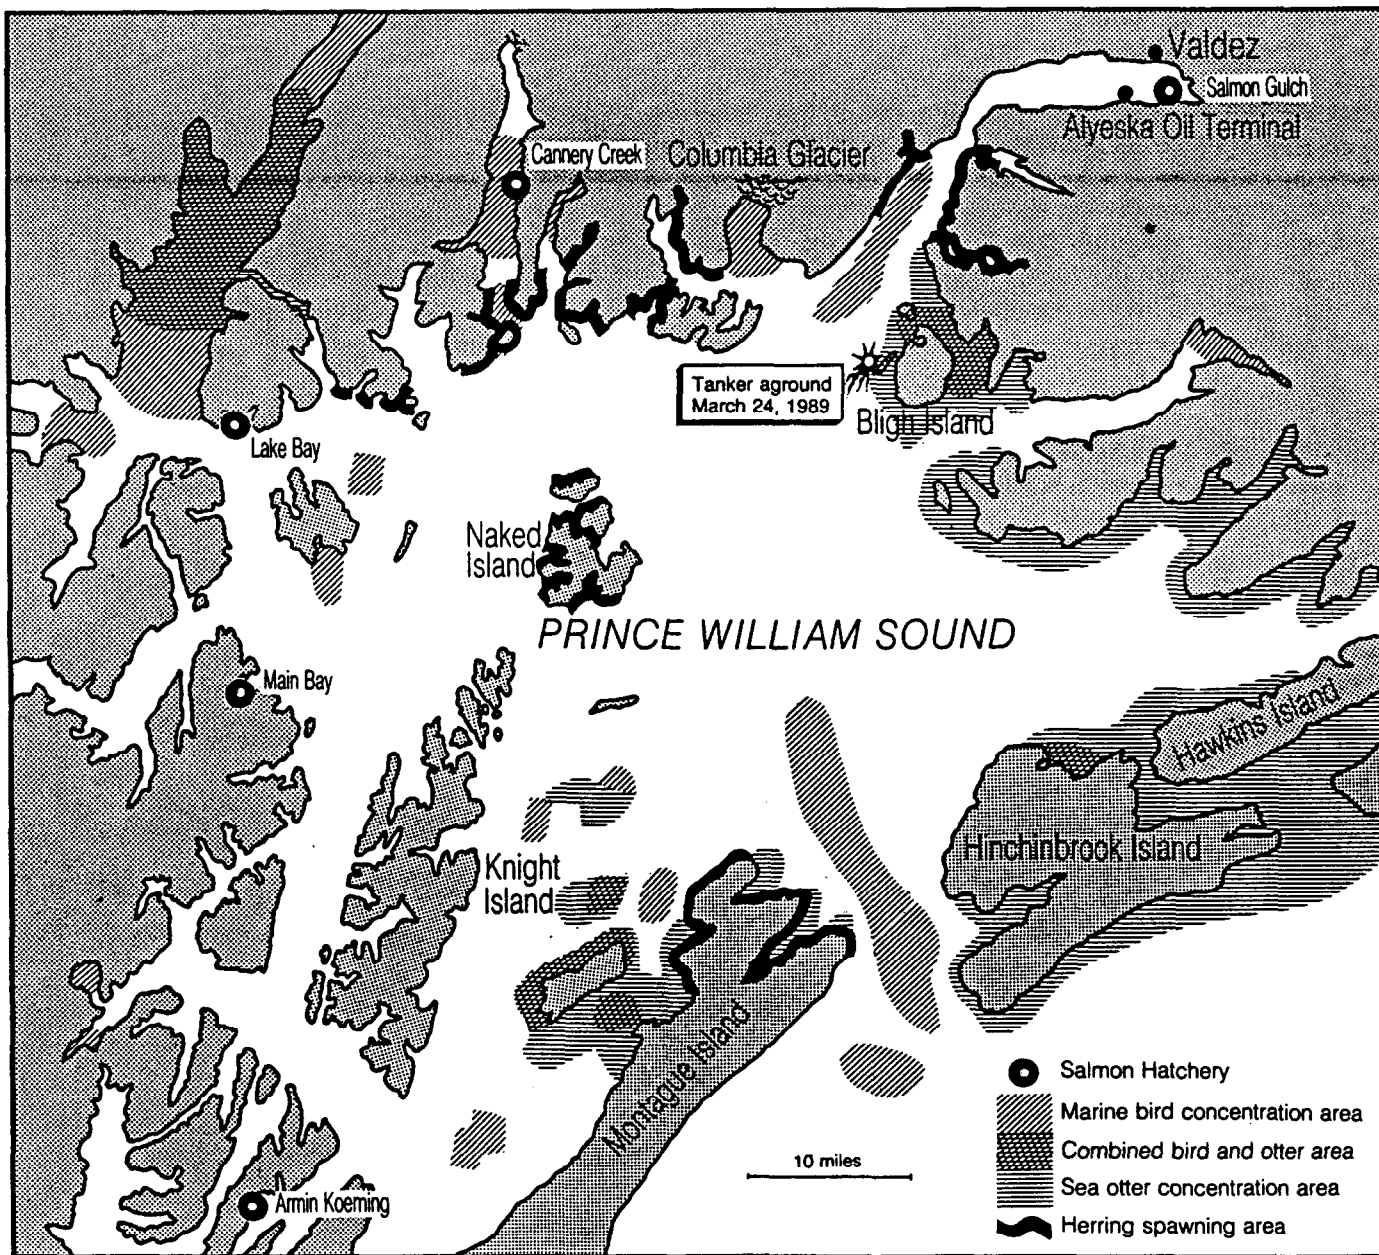 Valdez
Salmon Gulch
Alyeska Oil Terminal
Cannery Creek
Columbia Glacier
Tanker aground
March 24, 1989
Bligh Island
Lake Bay
Naked
Island
PRINCE WILLIAM SOUND
Main Bay
Hawkins Island
Hinchinbrook Island
Knight
Island
Montague Island
Armin Koerning
10 miles
Salmon Hatchery
Marine bird concentration area
Combined bird and otter area
Sea otter concentration area
Herring spawning area